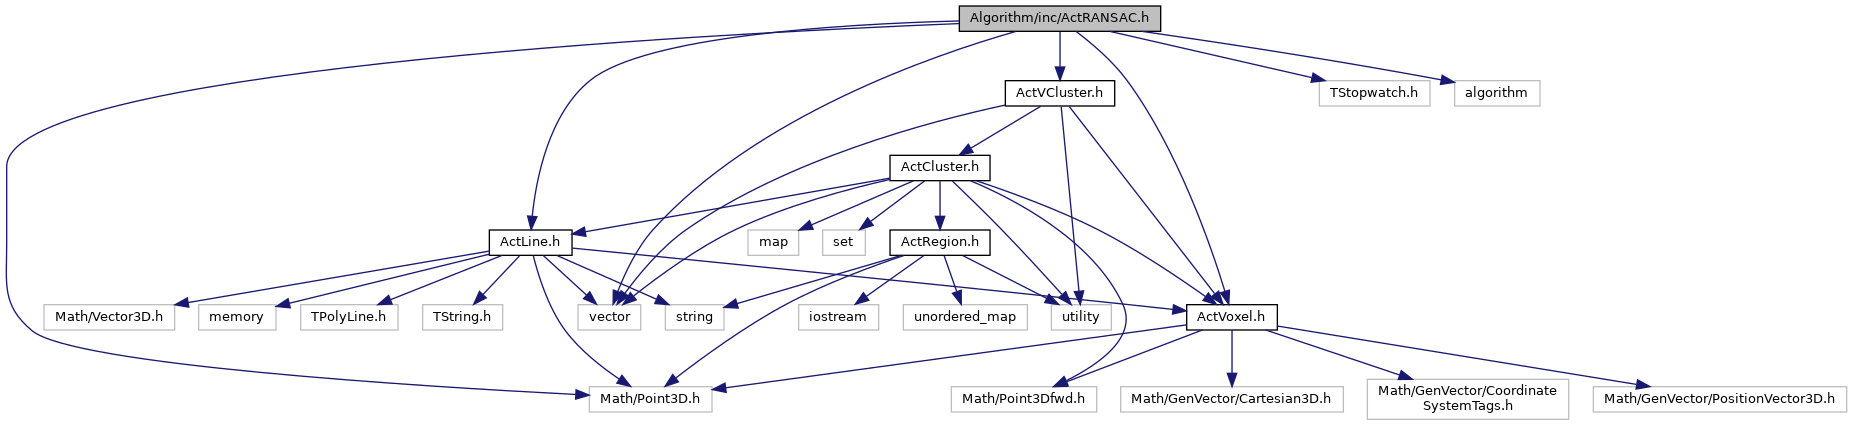 Algorithm/inc/ActRANSAC.h
ActVCluster.h
TStopwatch.h
algorithm
ActCluster.h
ActLine.h
map
set
ActRegion.h
Math/Vector3D.h
memory
TPolyLine.h
TString.h
vector
string
iostream
unordered_map
utility
ActVoxel.h
Math/Point3D.h
Math/Point3Dfwd.h
Math/GenVector/Cartesian3D.h
Math/GenVector/Coordinate
SystemTags.h
Math/GenVector/PositionVector3D.h